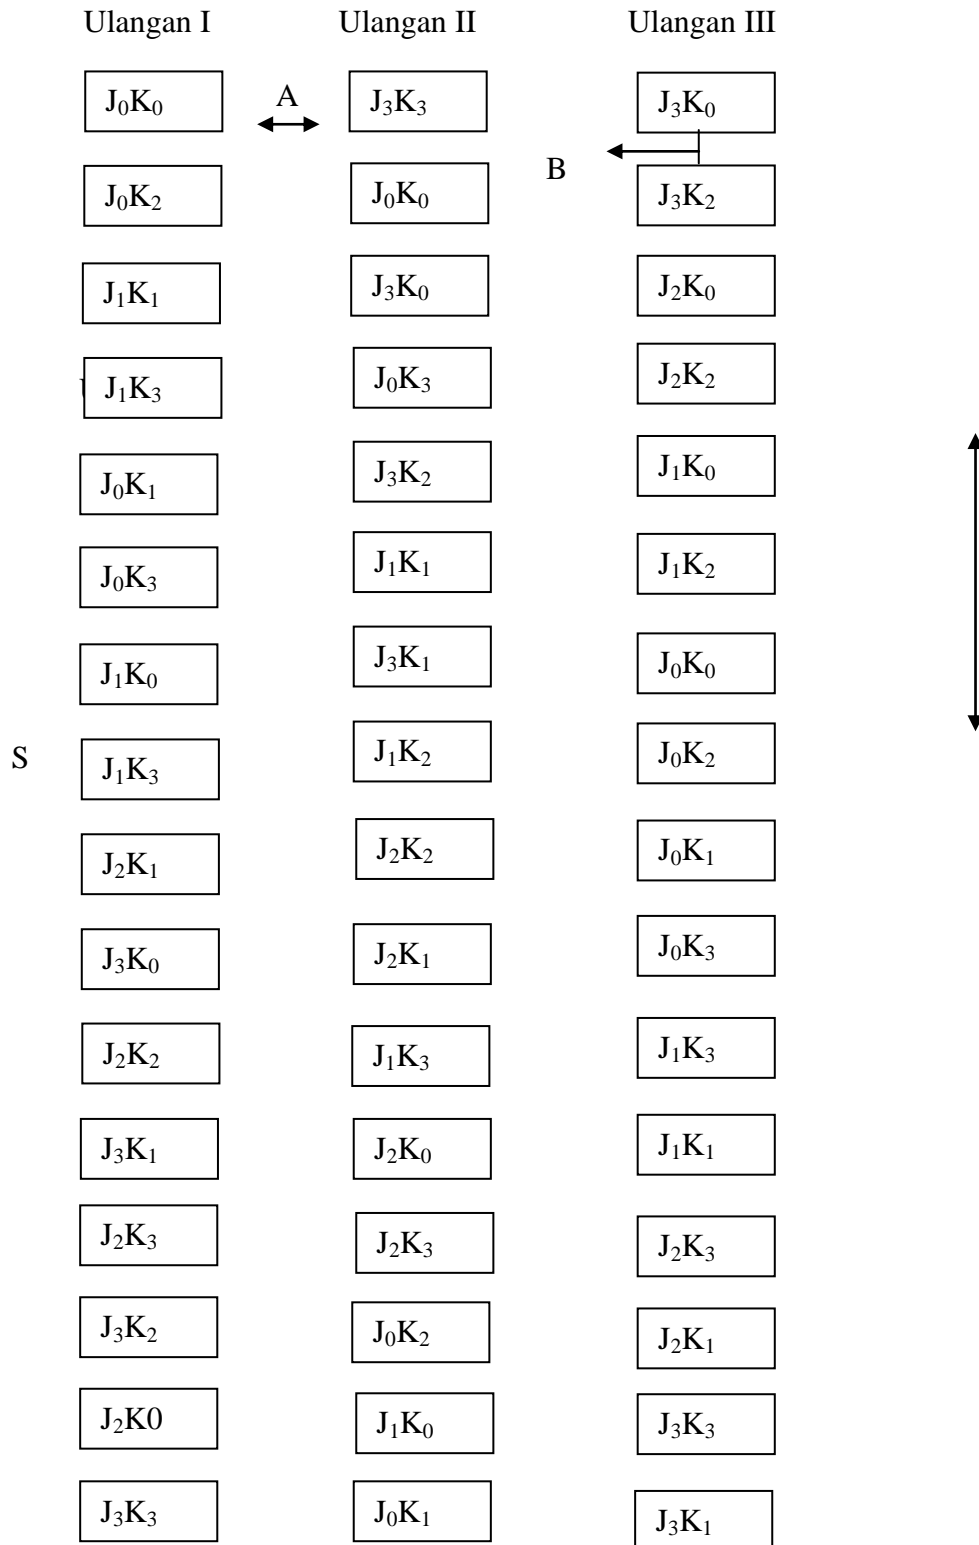 Ulangan I Ulangan II Ulangan III
J₀K₀ A J₃K₃ J₃K₀
B
J₀K₂ J₀K₀ J₃K₂
J₁K₁ J₃K₀ J₂K₀
J₁K₃ J₀K₃ J₂K₂
J₀K₁ J₃K₂ J₁K₀
J₀K₃ J₁K₁ J₁K₂
J₁K₀ J₃K₁ J₀K₀
S J₁K₃ J₁K₂ J₀K₂
J₂K₁ J₂K₂ J₀K₁
J₃K₀ J₂K₁ J₀K₃
J₂K₂ J₁K₃ J₁K₃
J₃K₁ J₂K₀ J₁K₁
J₂K₃ J₂K₃ J₂K₃
J₃K₂ J₀K₂ J₂K₁
J₂K0 J₁K₀ J₃K₃
J₃K₃ J₀K₁ J₃K₁